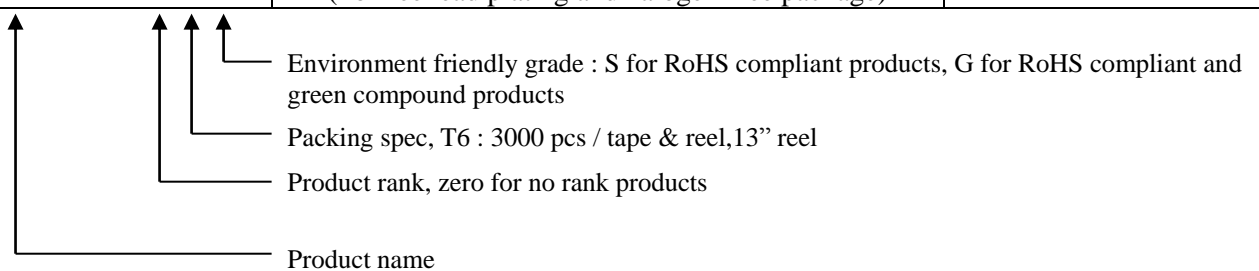 Environment friendly grade : S for RoHS compliant products, G for RoHS compliant and
green compound products
Packing spec, T6 : 3000 pcs / tape & reel,13” reel
Product rank, zero for no rank products
Product name